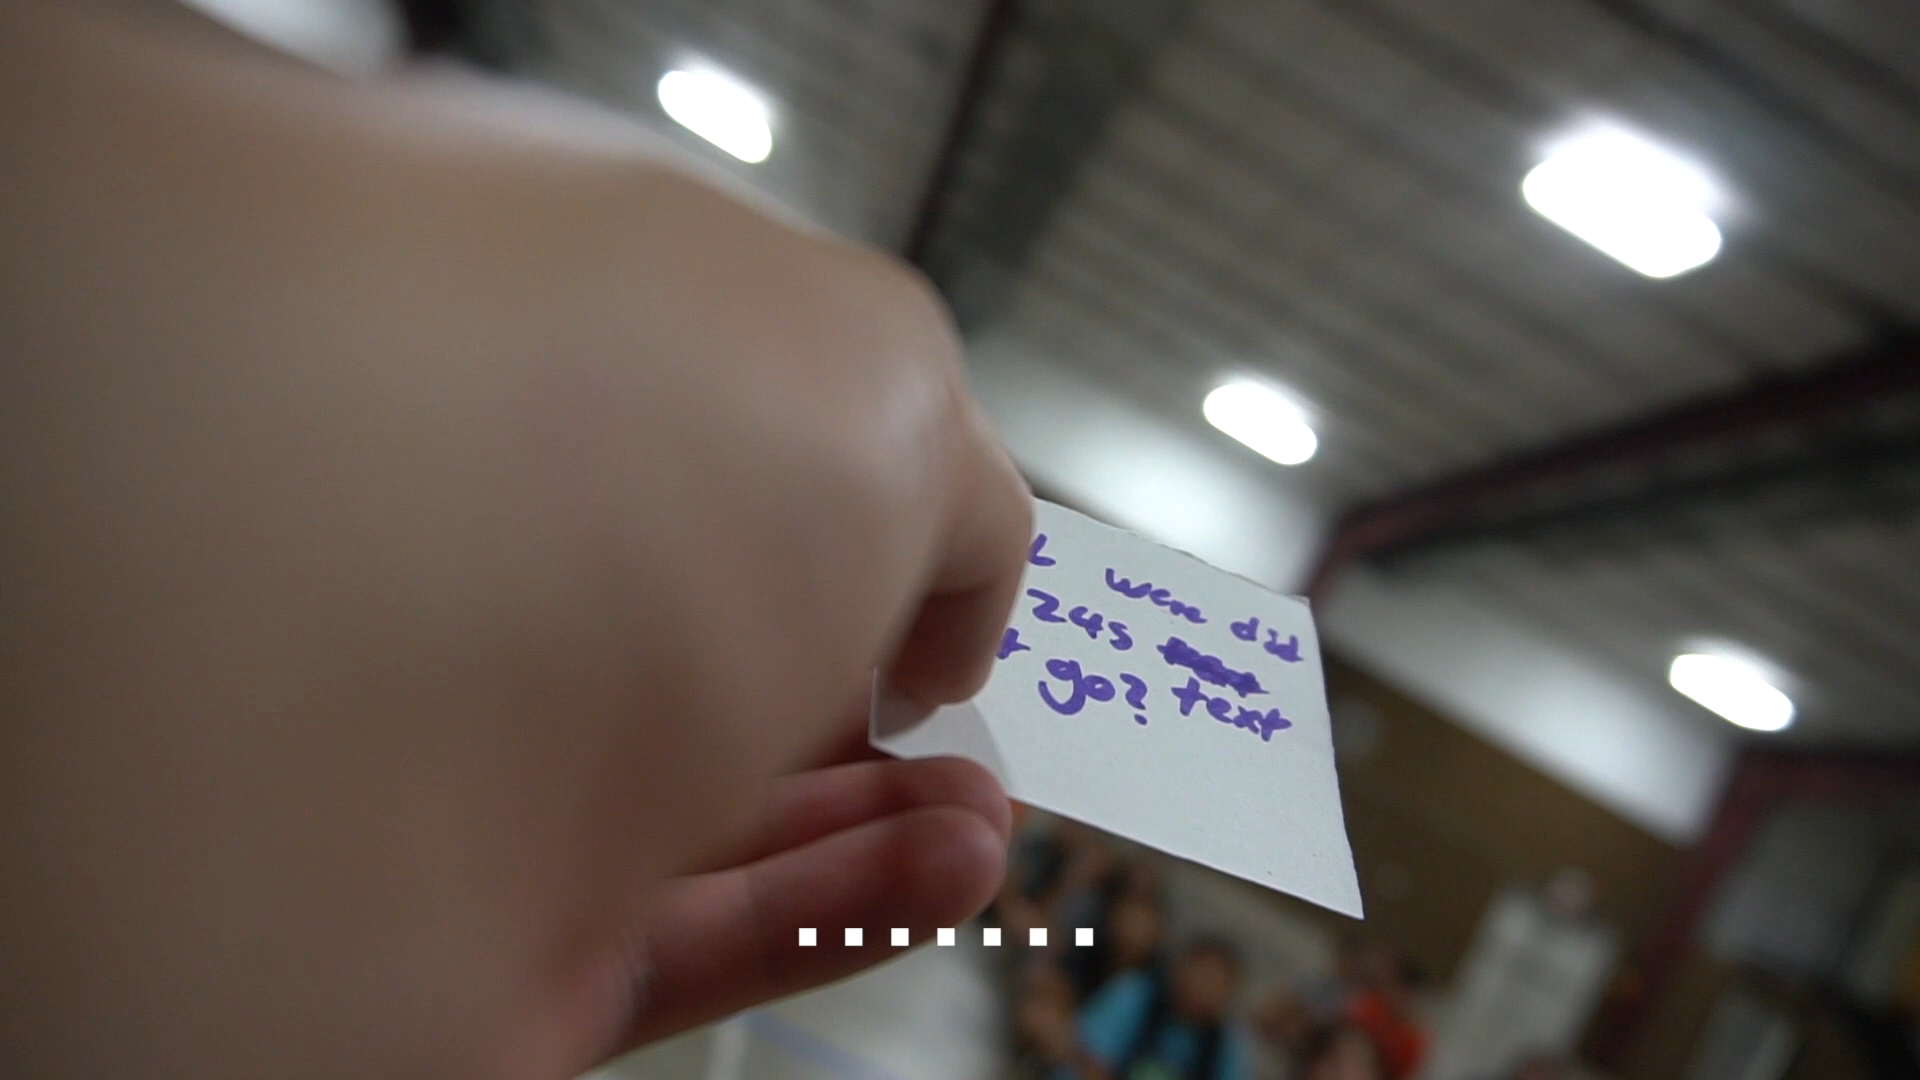 were did
245
go? text
.......